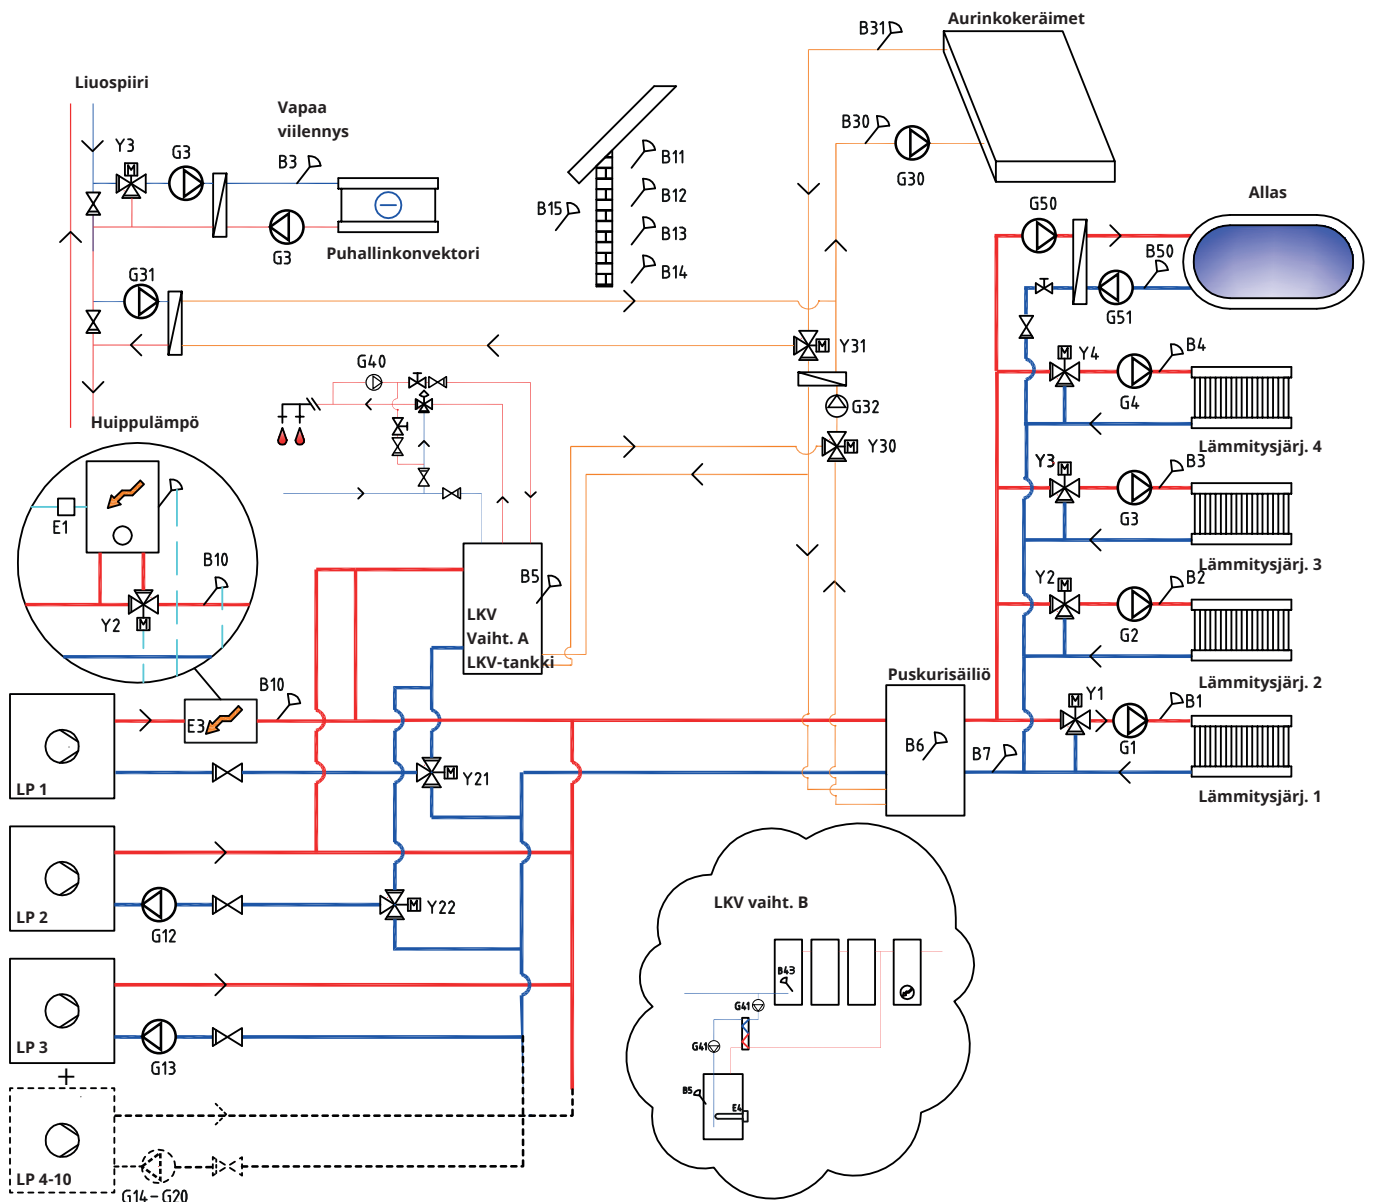 Aurinkokeräimet
B31
Liuospiiri
Vapaa
viilennys
B30
G30
Y3
G3
B3
B11
B12
B13
B14
B15
G3
Puhallinkonvektori
Allas
G50
B50
G51
G31
Y31
G40
G32
Y30
Y4
B4
G4
Lämmitysjärj. 4
Huippulämpö
E1
B10
Y2
Y3
B3
G3
Lämmitysjärj. 3
Y2
B2
G2
Lämmitysjärj. 2
B5
LKV
Vaiht. A
LKV-tankki
Puskurisäiliö
B6
B7
Y1
B1
G1
Lämmitysjärj. 1
B10
E3
LP 1
Y21
LP 2
G12
Y22
LP 3
G13
+
LP 4-10
G14-G20
LKV vaiht. B
B43
G41
G41
B5
E4